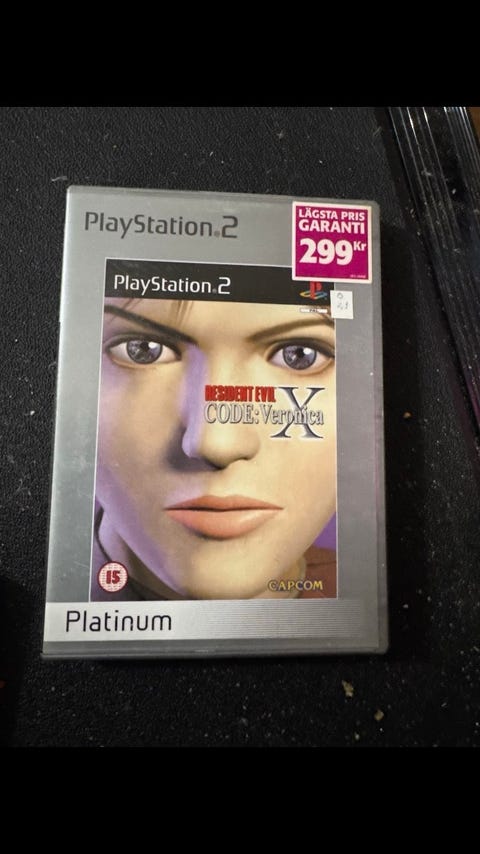 PlayStation.2
LÄGSTA PRIS
GARANTI
299 Kr
PlayStation.2
RESIDENT EVIL
CODE: Veronica X
15
CAPCOM
Platinum